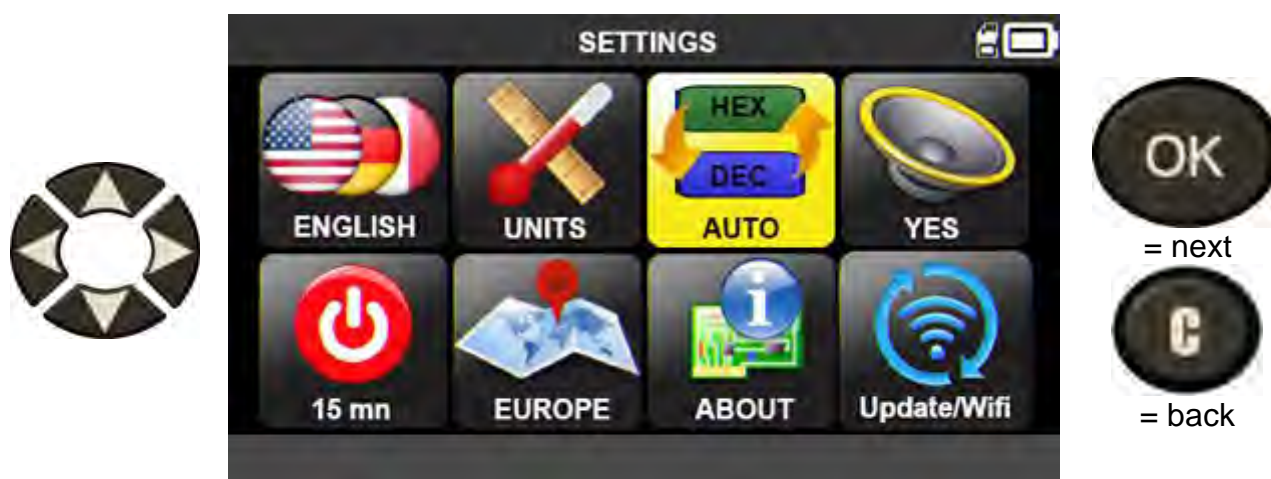 SETTINGS
HEX
DEC
ENGLISH UNITS AUTO YES
i
15 mn EUROPE ABOUT Update/Wifi
OK
= next
C
= back